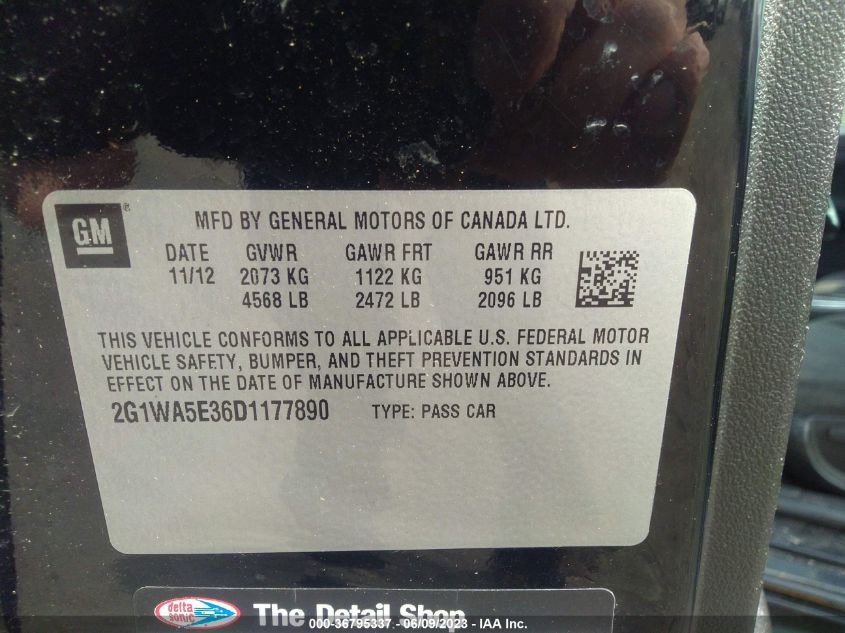 GM®
MFD BY GENERAL MOTORS OF CANADA LTD.
DATE GVWR GAWR FRT GAWR RR
11/12 2073 KG 1122 KG 951 KG
4568 LB 2472 LB 2096 LB
THIS VEHICLE CONFORMS TO ALL APPLICABLE U.S. FEDERAL MOTOR
VEHICLE SAFETY, BUMPER, AND THEFT PREVENTION STANDARDS IN
EFFECT ON THE DATE OF MANUFACTURE SHOWN ABOVE.
2G1WA5E36D1177890 TYPE: PASS CAR
delta sonic The Detail Shop
000-36795337 - 06/09/2023 - IAA Inc.